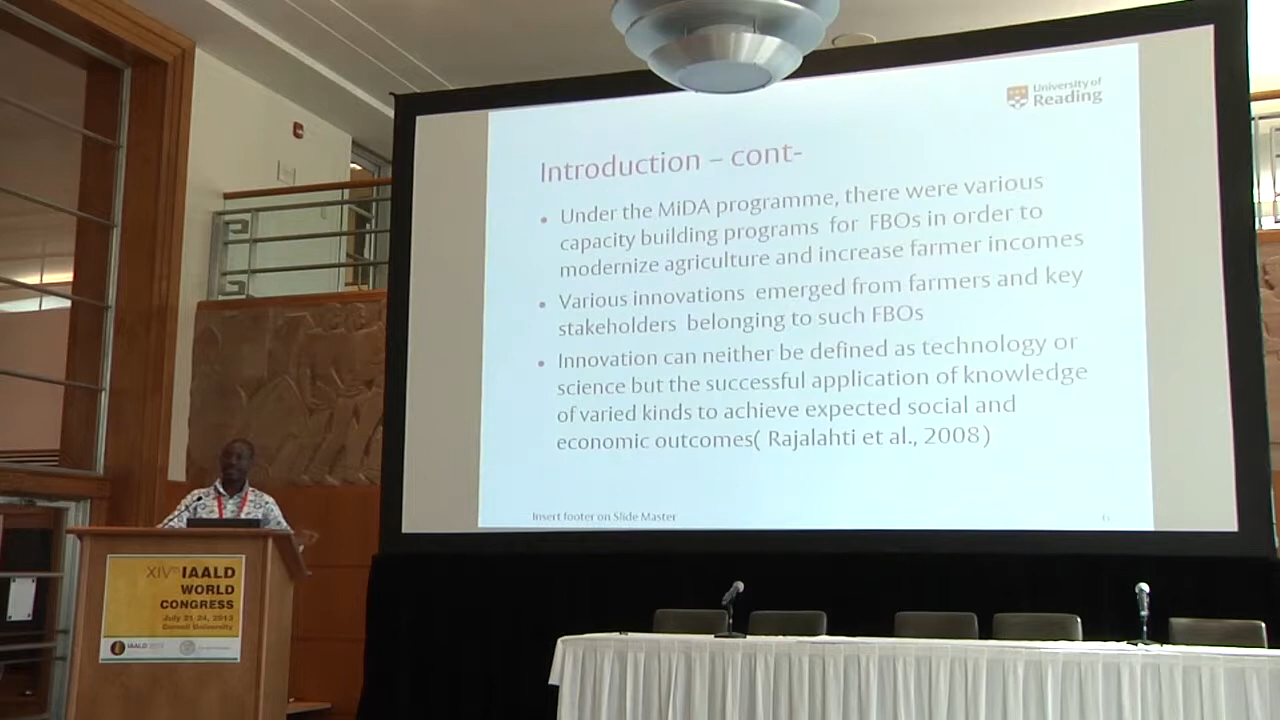 University of
Reading
Introduction – cont-
• Under the MiDA programme, there were various
capacity building programs for FBOs in order to
modernize agriculture and increase farmer incomes
• Various innovations emerged from farmers and key
stakeholders belonging to such FBOs
• Innovation can neither be defined as technology or
science but the successful application of knowledge
of varied kinds to achieve expected social and
economic outcomes( Rajalahti et al., 2008)
Insert footer on Slide Master
XIVth IAALD
WORLD
CONGRESS
July 21-24, 2013
Cornell University
IAALD